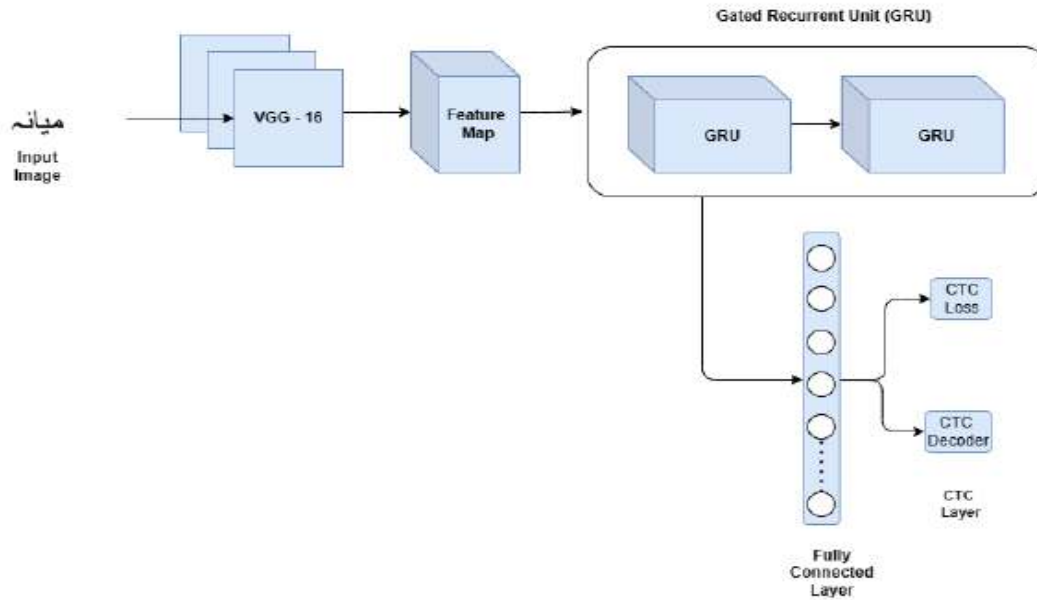 Gated Recurrent Unit (GRU)
میانہ
Input
Image
VGG - 16
Feature
Map
GRU
GRU
CTC
Loss
CTC
Decoder
CTC
Layer
Fully
Connected
Layer